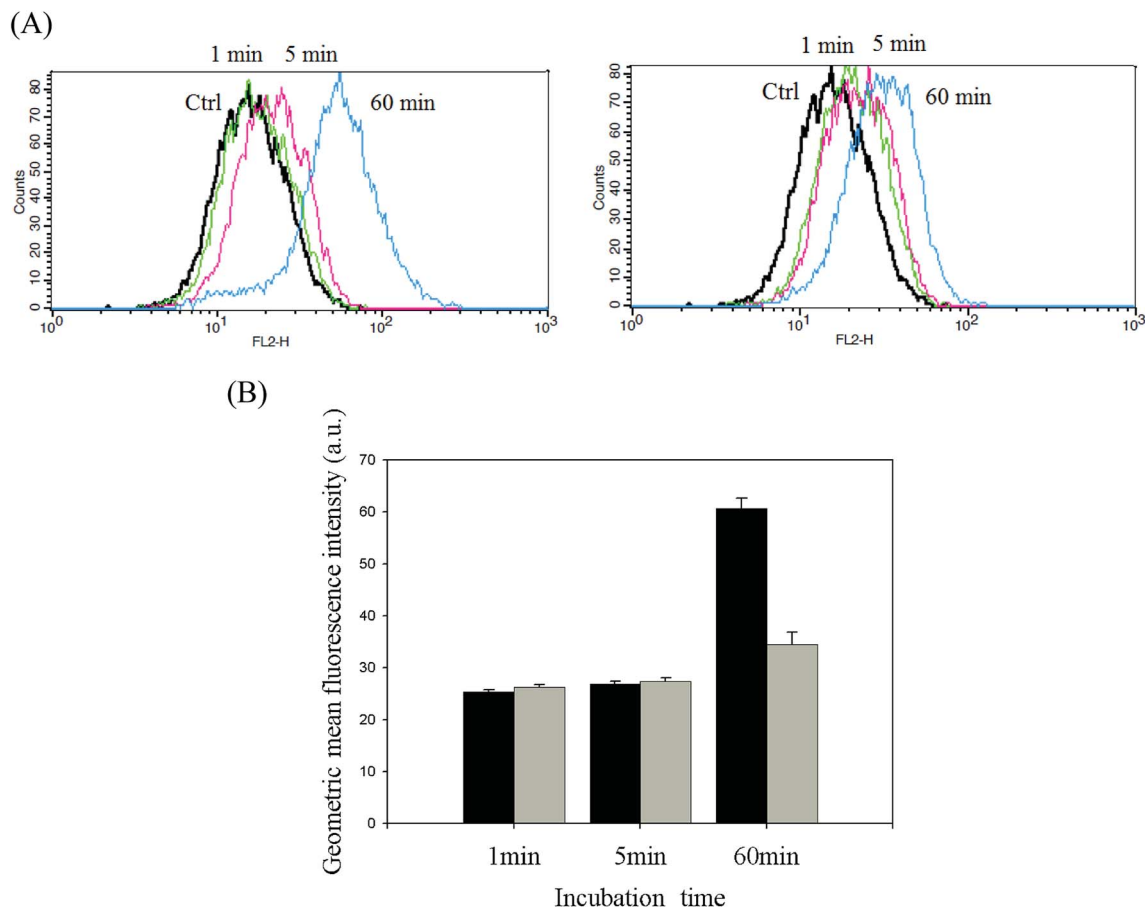 (A)
1 min 5 min
Ctrl
60 min
Counts
80
70
60
50
40
30
20
10
0
10^0 10^1 10^2 10^3
FL2-H
1 min 5 min
Ctrl
60 min
Counts
80
70
60
50
40
30
20
10
0
10^0 10^1 10^2 10^3
FL2-H
(B)
Geometric mean fluorescence intensity (a.u.)
70
60
50
40
30
20
10
0
1min 5min 60min
Incubation time